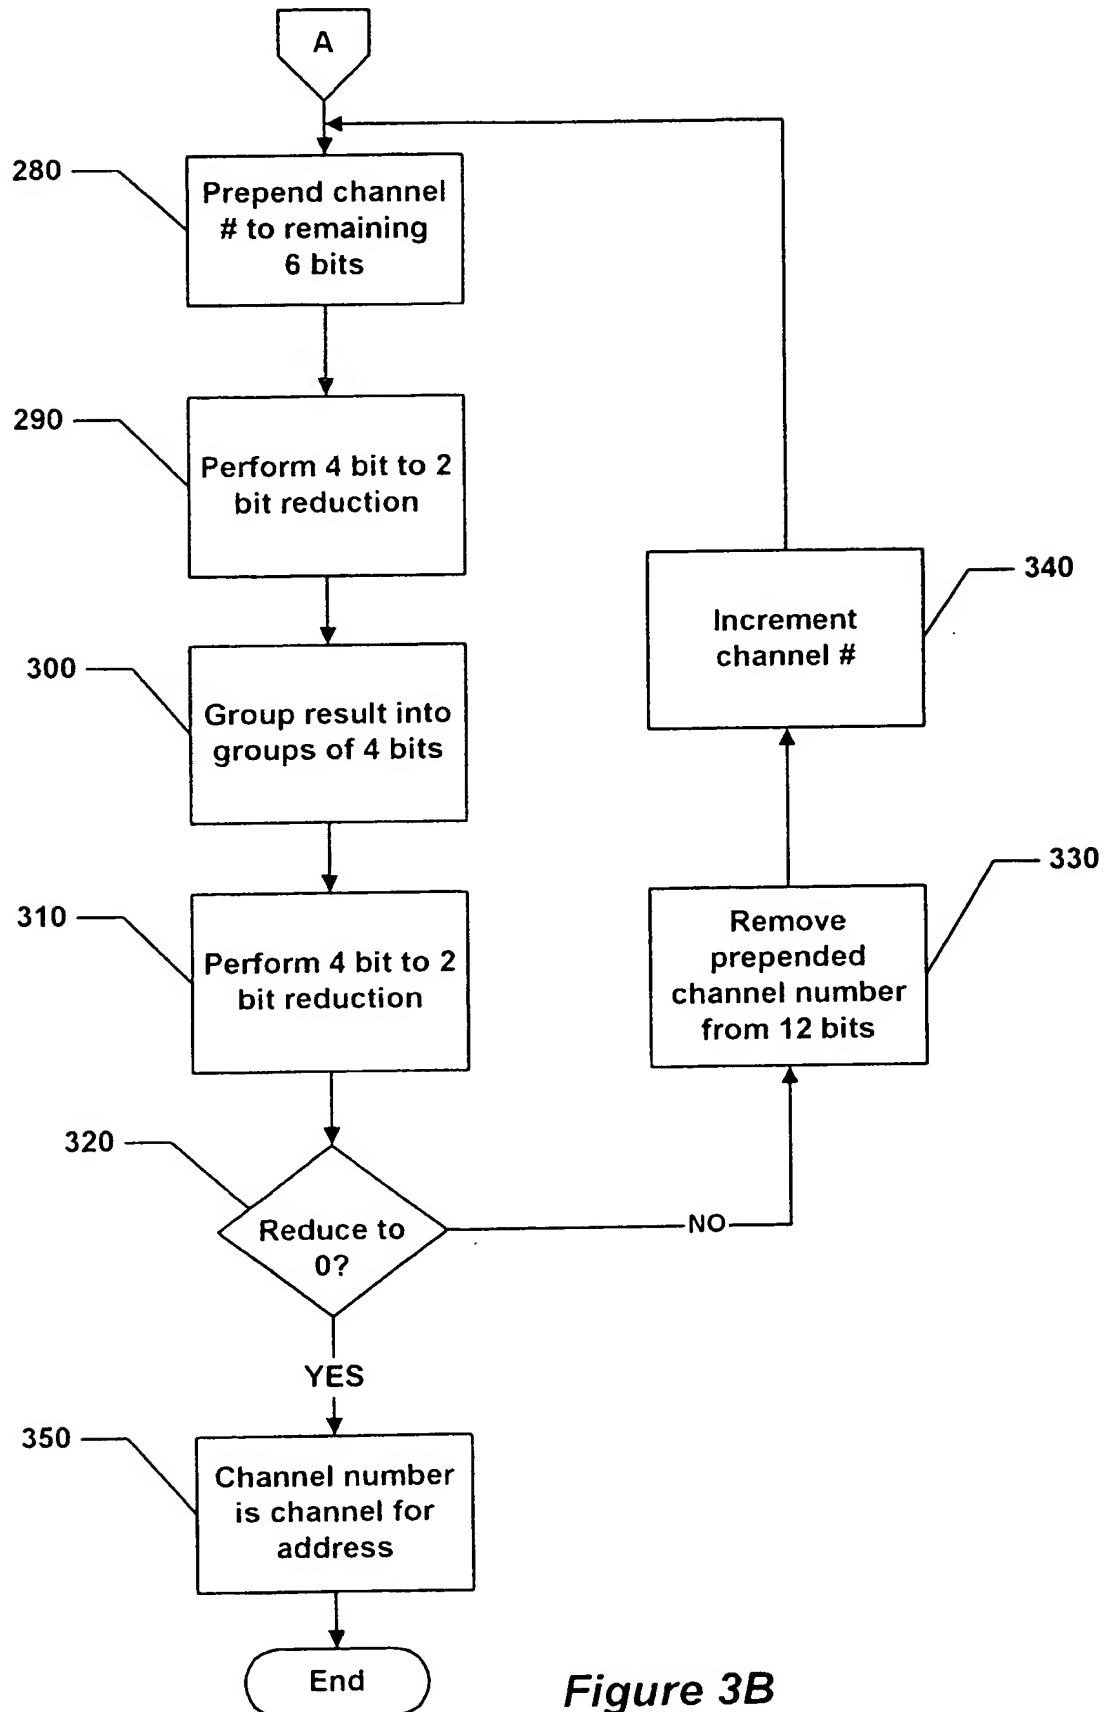 A
280
Prepend channel
# to remaining
6 bits
290
Perform 4 bit to 2
bit reduction
340
Increment
channel #
300
Group result into
groups of 4 bits
330
Remove
prepended
channel number
from 12 bits
310
Perform 4 bit to 2
bit reduction
320
Reduce to
0?
NO
YES
350
Channel number
is channel for
address
End
Figure 3B